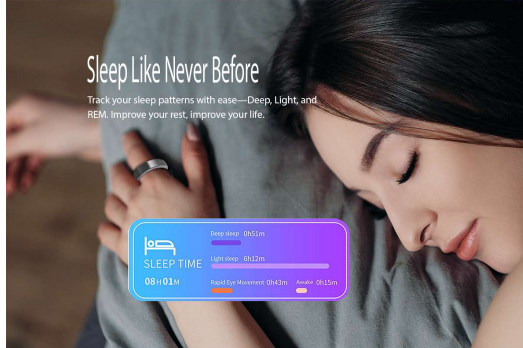 Sleep Like Never Before
Track your sleep patterns with ease—Deep, Light, and
REM. Improve your rest, improve your life.
Deep sleep 0h51m
SLEEP TIME
Light sleep 6h12m
08H01M
Rapid Eye Movement 0h43m Awake 0h15m